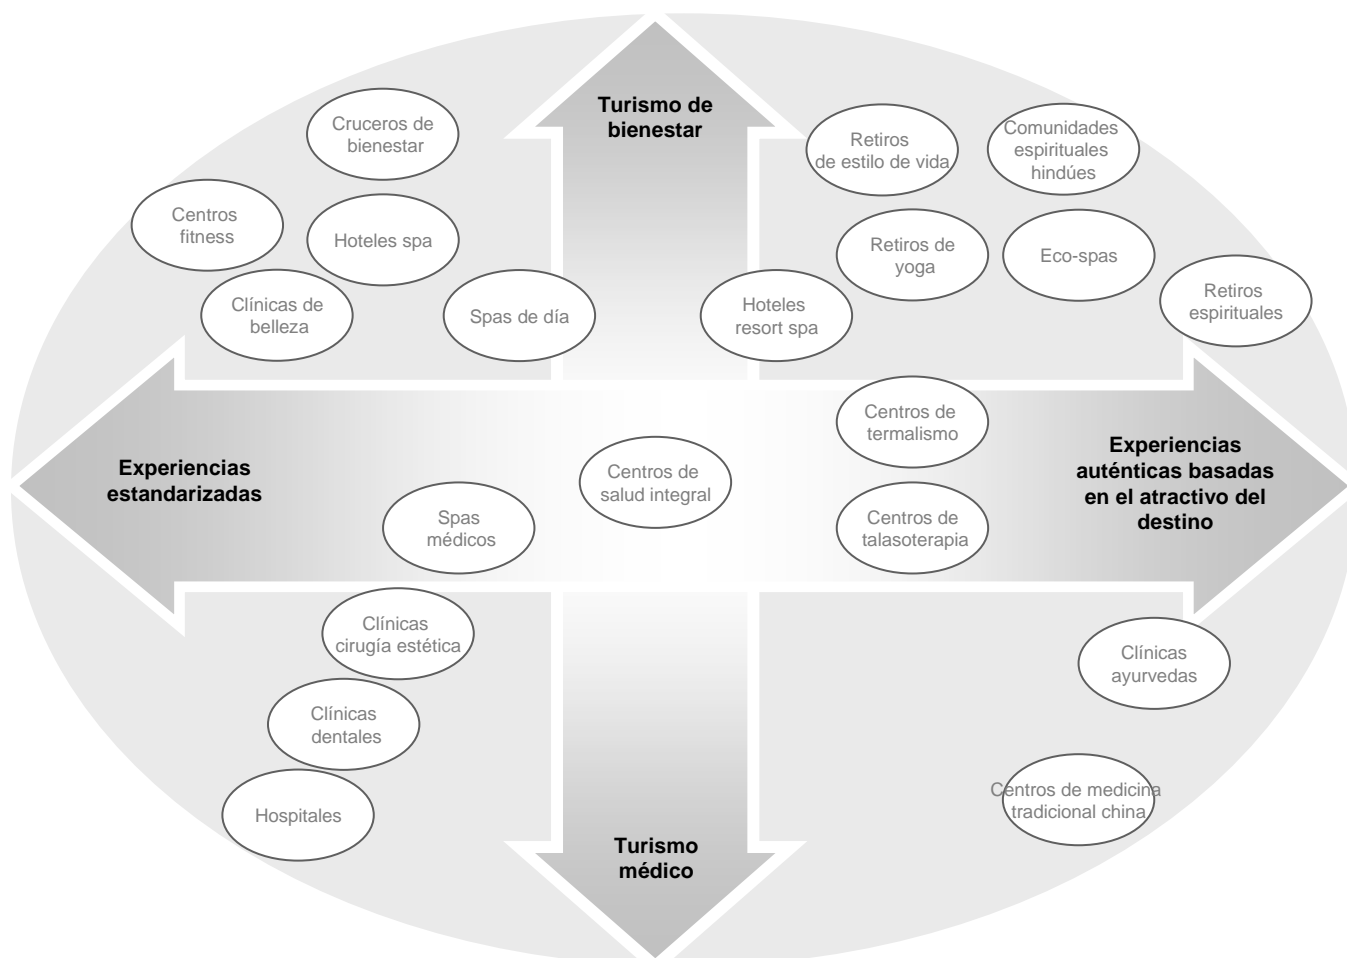 Turismo de
bienestar
Cruceros de
bienestar
Retiros
de estilo de vida
Comunidades
espirituales
hindúes
Centros
fitness
Hoteles spa
Retiros de
yoga
Eco-spas
Clínicas de
belleza
Spas de día
Hoteles
resort spa
Retiros
espirituales
Centros de
termalismo
Experiencias
estandarizadas
Centros de
salud integral
Experiencias
auténticas basadas
en el atractivo del
destino
Spas
médicos
Centros de
talasoterapia
Clínicas
cirugía estética
Clínicas
ayurvedas
Clínicas
dentales
Hospitales
Centros de medicina
tradicional china
Turismo
médico